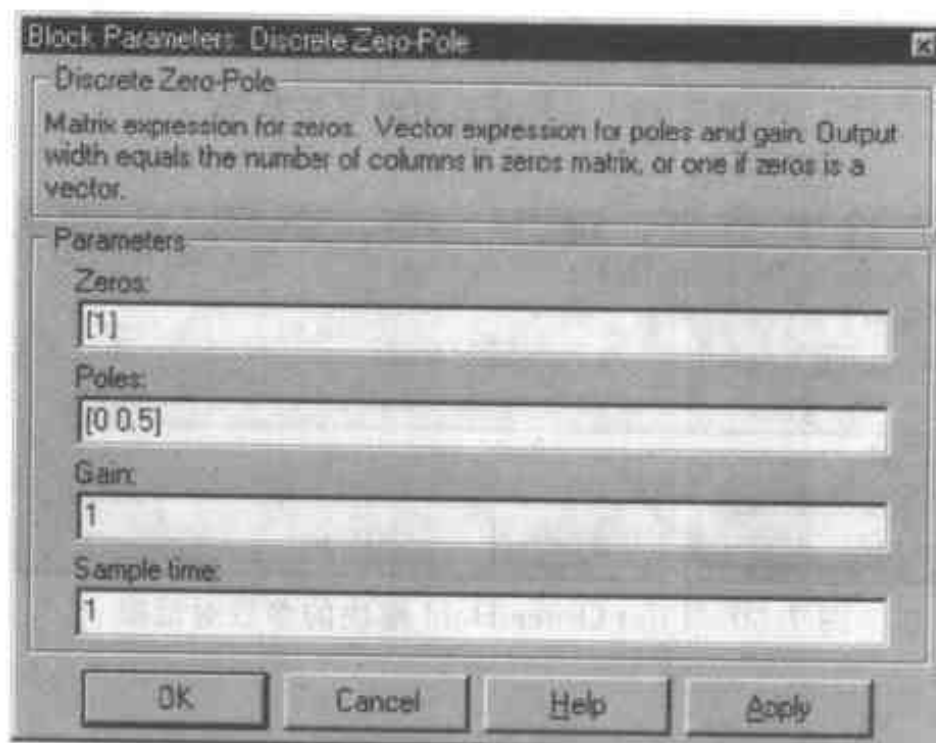 Block Parameters: Discrete Zero-Pole
Discrete Zero-Pole
Matrix expression for zeros. Vector expression for poles and gain. Output
width equals the number of columns in zeros matrix, or one if zeros is a
vector.
Parameters
Zeros:
[1]
Poles:
[0 0.5]
Gain:
1
Sample time:
1
OK
Cancel
Help
Apply